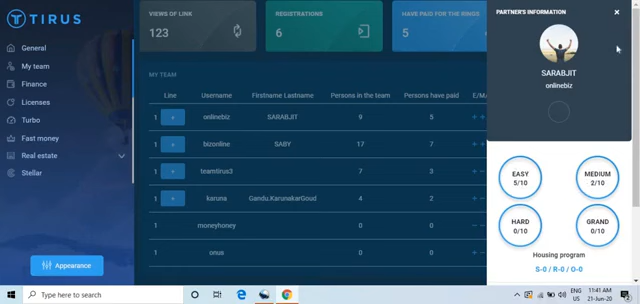 TIRUS
General
My team
Finance
Licenses
Turbo
Fast money
Real estate
Stellar
Appearance
VIEWS OF LINK
123
REGISTRATIONS
6
HAVE PAID FOR THE RINGS
5
MY TEAM
Line Username Firstname Lastname Persons in the team Persons have paid E/M/
1 + onlinebiz SARABJIT 9 5 + +
1 + bizonline SABY 17 7 + +
1 + teamtirus3 7 3 + +
1 + karuna Gandu.KarunakarGoud 4 2 + +
1 moneyhoney 0 0 - -
1 onus 0 0 - -
PARTNER'S INFORMATION ×
SARABJIT
onlinebiz
EASY
5/10
MEDIUM
2/10
HARD
0/10
GRAND
0/10
Housing program
S-0 / R-0 / O-0
Type here to search
ENG
US
11:41 AM
21-Jun-20